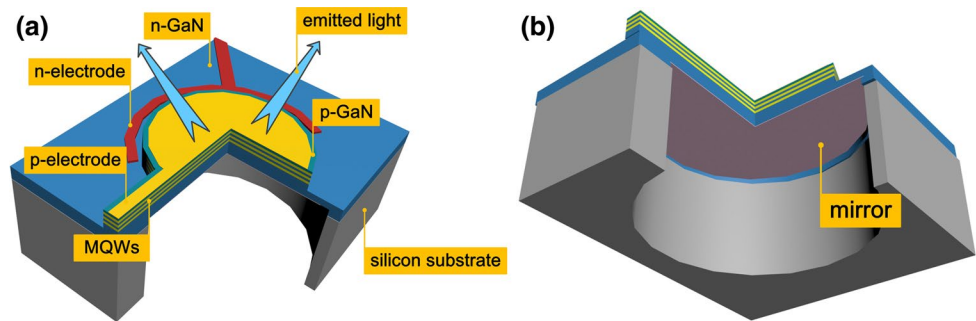 (a)
n-GaN
emitted light
n-electrode
p-GaN
p-electrode
MQWs
silicon substrate
(b)
mirror